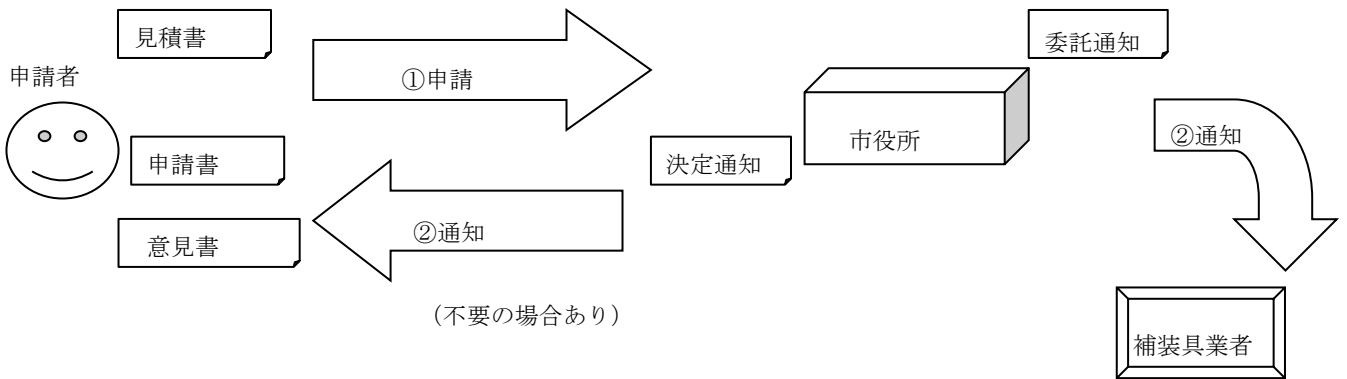 見積書
委託通知
申請者
①申請
市役所
②通知
申請書
決定通知
意見書
②通知
（不要の場合あり）
補装具業者